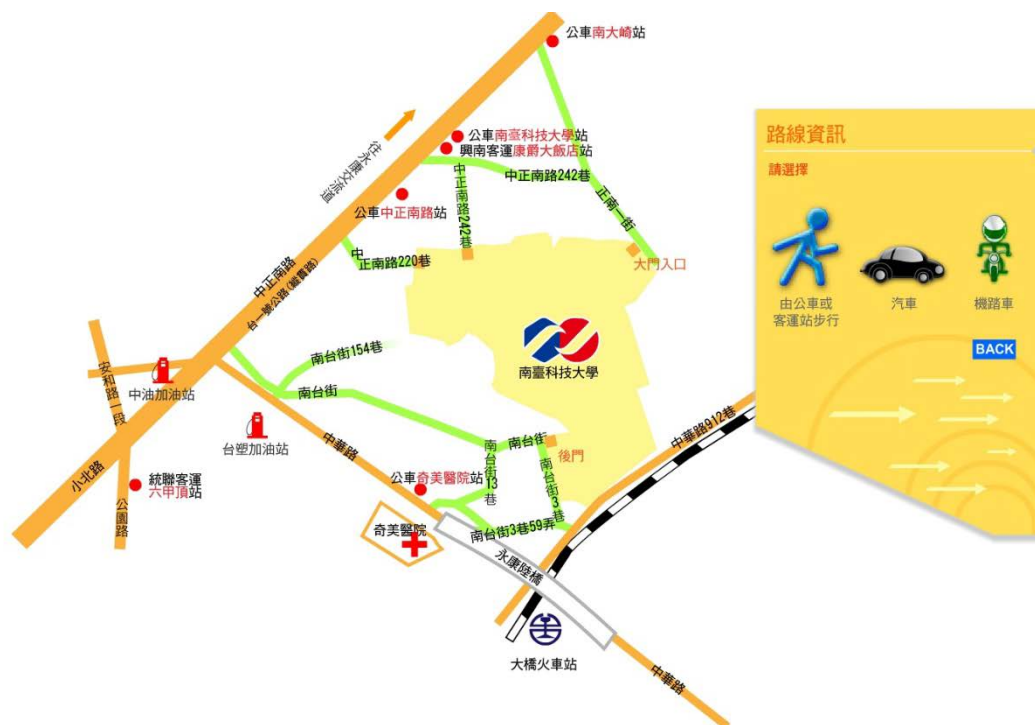 公車南大崎站
往永康交流道
公車南臺科技大學站
興南客運康爵大飯店站
中正南路242巷
中正南路242巷
正南一街
公車中正南路站
中正南路220巷
大門入口
中正南路
台一號公路(縱貫路)
南臺科技大學
南台街154巷
南台街
安和路一段
中油加油站
台塑加油站
中華路
中華路912巷
南台街
後門
南台街13巷
南台街3巷
小北路
統聯客運
六甲頂站
公園路
公車奇美醫院站
奇美醫院
南台街3巷59弄
永康陸橋
大橋火車站
中華路
路線資訊
請選擇
由公車或
客運站步行
汽車
機踏車
BACK